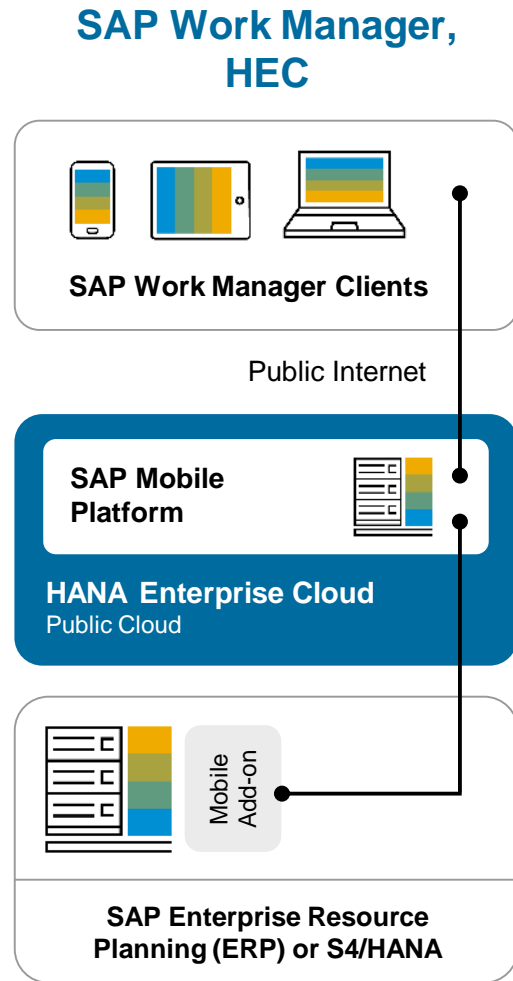 SAP Work Manager,
HEC
SAP Work Manager Clients
Public Internet
SAP Mobile
Platform
HANA Enterprise Cloud
Public Cloud
Mobile
Add-on
SAP Enterprise Resource
Planning (ERP) or S4/HANA